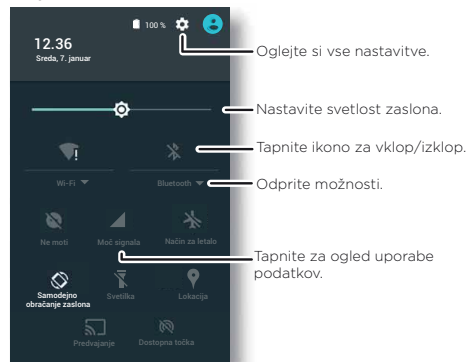 100 %
12.36
Sreda, 7. januar
Oglejte si vse nastavitve.
Nastavite svetlost zaslona.
Tapnite ikono za vklop/izklop.
Wi-Fi
Bluetooth
Odprite možnosti.
Ne moti
Moč signala
Način za letalo
Tapnite za ogled uporabe
podatkov.
Samodejno
obračanje zaslona
Svetilka
Lokacija
Predvajanje
Dostopna točka